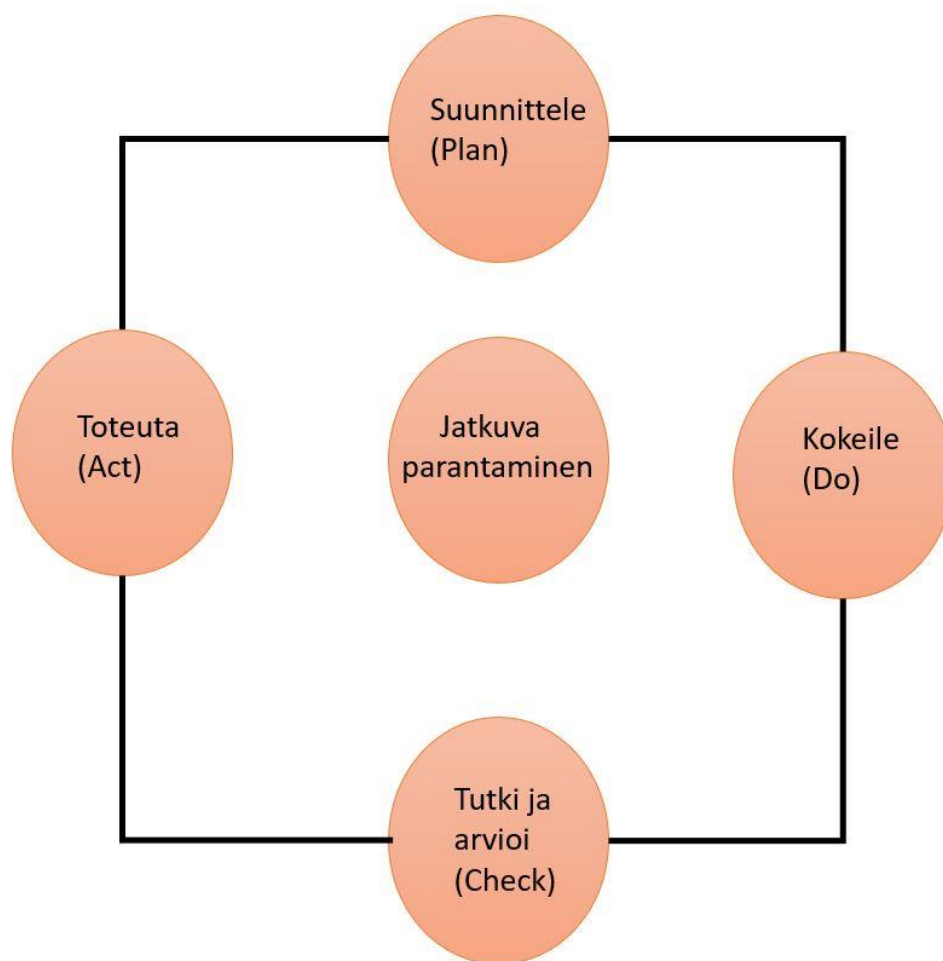 Suunnittele
(Plan)
Toteuta
(Act)
Jatkuva
parantaminen
Kokeile
(Do)
Tutki ja
arvioi
(Check)